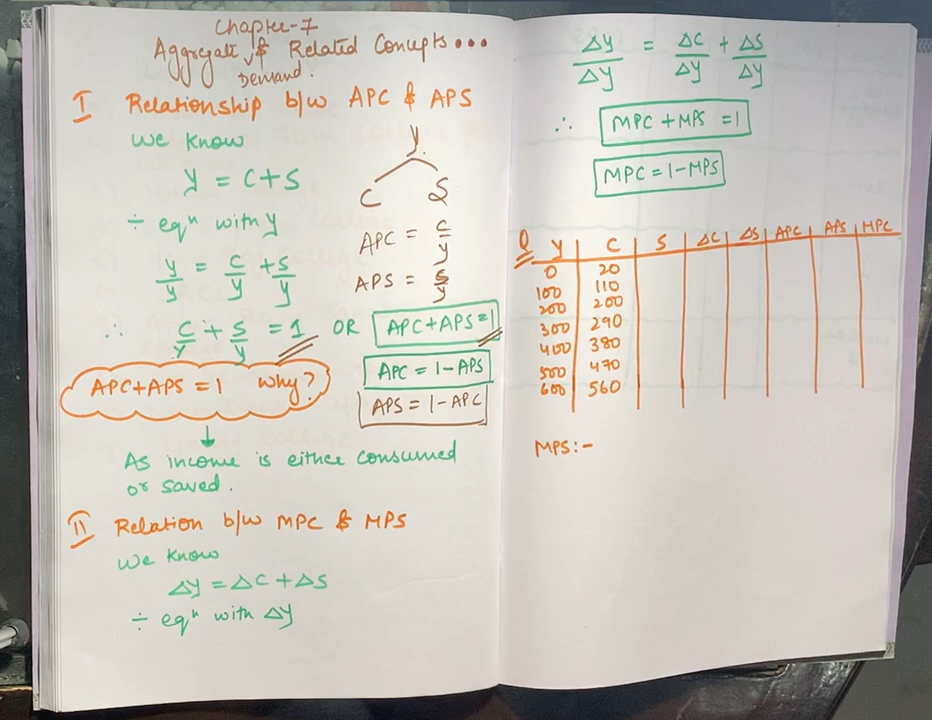 Chapter-7
Aggregate & Related Concepts...
Demand.
I Relationship b/w APC & APS
We know
y = C+S
÷ eqⁿ with y
y/y = C/y + S/y
∴ C/y + S/y = 1 OR APC+APS=1
y
C S
APC = C/y
APS = S/y
APC = 1-APS
APS = 1-APC
APC+APS = 1 why?
As income is either consumed
or saved.
II Relation b/w MPC & MPS
We know
Δy = ΔC + ΔS
÷ eqⁿ with Δy
Δy/Δy = ΔC/Δy + ΔS/Δy
∴ MPC + MPS = 1
MPC = 1-MPS
Q y C S ΔC ΔS APC APS MPC
0 20
100 110
200 200
300 290
400 380
500 470
600 560
MPS:-